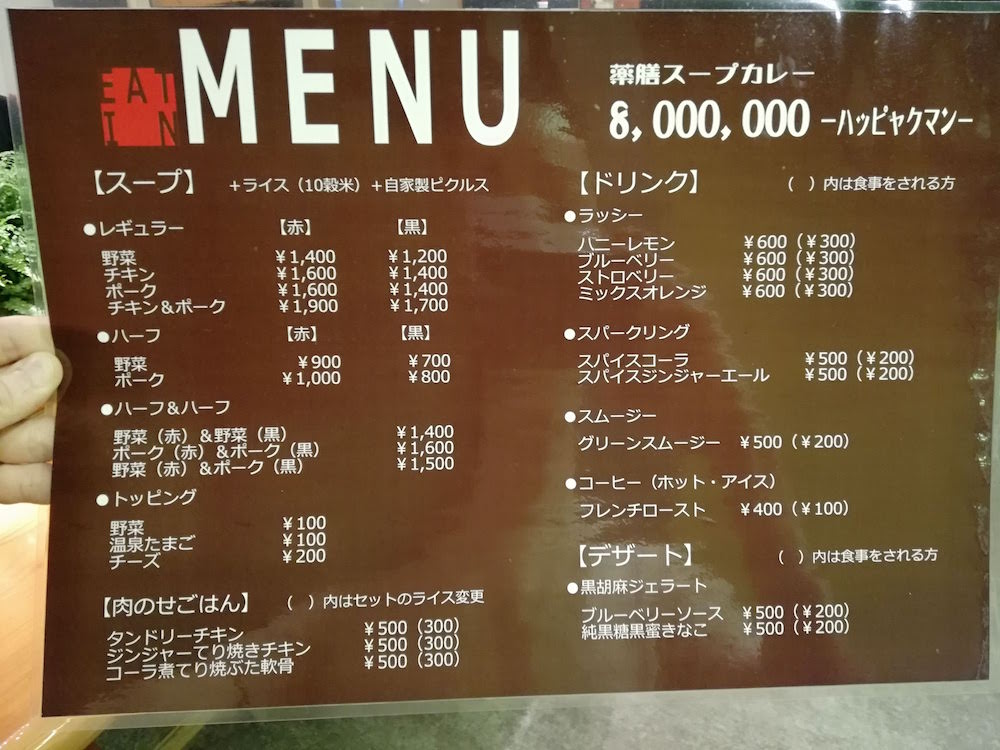 EAT IN
MENU
薬膳スープカレー
8,000,000 ーハッピャクマンー
【スープ】 +ライス(10穀米)+自家製ピクルス
●レギュラー 【赤】 【黒】
野菜 ¥1,400 ¥1,200
チキン ¥1,600 ¥1,400
ポーク ¥1,600 ¥1,400
チキン&ポーク ¥1,900 ¥1,700
●ハーフ 【赤】 【黒】
野菜 ¥900 ¥700
ポーク ¥1,000 ¥800
●ハーフ&ハーフ
野菜(赤)&野菜(黒) ¥1,400
ポーク(赤)&ポーク(黒) ¥1,600
野菜(赤)&ポーク(黒) ¥1,500
●トッピング
野菜 ¥100
温泉たまご ¥100
チーズ ¥200
【肉のせごはん】 ( )内はセットのライス変更
タンドリーチキン ¥500(300)
ジンジャーてり焼きチキン ¥500(300)
コーラ煮てり焼ぶた軟骨 ¥500(300)
【ドリンク】 ( )内は食事をされる方
●ラッシー
ハニーレモン ¥600(¥300)
ブルーベリー ¥600(¥300)
ストロベリー ¥600(¥300)
ミックスオレンジ ¥600(¥300)
●スパークリング
スパイスコーラ ¥500(¥200)
スパイスジンジャーエール ¥500(¥200)
●スムージー
グリーンスムージー ¥500(¥200)
●コーヒー(ホット・アイス)
フレンチロースト ¥400(¥100)
【デザート】 ( )内は食事をされる方
●黒胡麻ジェラート
ブルーベリーソース ¥500(¥200)
純黒糖黒蜜きなこ ¥500(¥200)